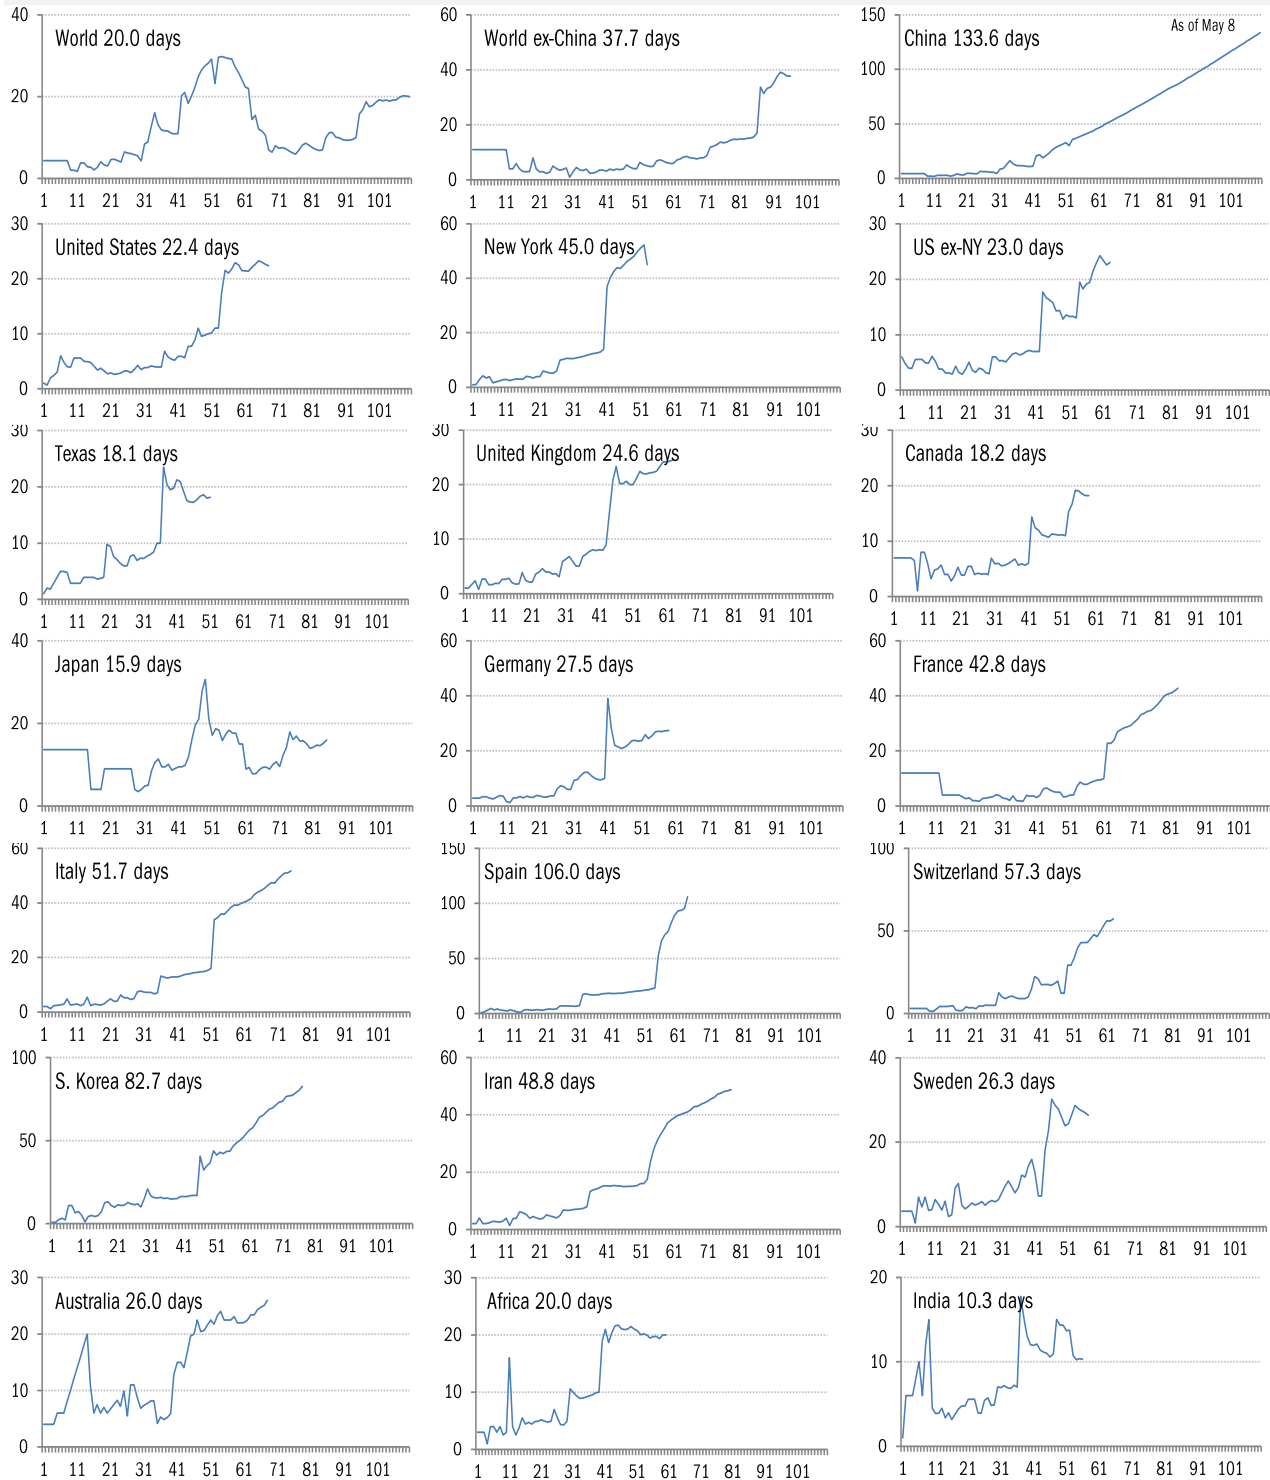 World 20.0 days
40
20
0
1 11 21 31 41 51 61 71 81 91 101
World ex-China 37.7 days
60
40
20
0
1 11 21 31 41 51 61 71 81 91 101
China 133.6 days
As of May 8
150
100
50
0
1 11 21 31 41 51 61 71 81 91 101
United States 22.4 days
30
20
10
0
1 11 21 31 41 51 61 71 81 91 101
New York 45.0 days
60
40
20
0
1 11 21 31 41 51 61 71 81 91 101
US ex-NY 23.0 days
30
20
10
0
1 11 21 31 41 51 61 71 81 91 101
Texas 18.1 days
30
20
10
0
1 11 21 31 41 51 61 71 81 91 101
United Kingdom 24.6 days
30
20
10
0
1 11 21 31 41 51 61 71 81 91 101
Canada 18.2 days
30
20
10
0
1 11 21 31 41 51 61 71 81 91 101
Japan 15.9 days
40
20
0
1 11 21 31 41 51 61 71 81 91 101
Germany 27.5 days
60
40
20
0
1 11 21 31 41 51 61 71 81 91 101
France 42.8 days
60
40
20
0
1 11 21 31 41 51 61 71 81 91 101
Italy 51.7 days
60
40
20
0
1 11 21 31 41 51 61 71 81 91 101
Spain 106.0 days
150
100
50
0
1 11 21 31 41 51 61 71 81 91 101
Switzerland 57.3 days
100
50
0
1 11 21 31 41 51 61 71 81 91 101
S. Korea 82.7 days
100
50
0
1 11 21 31 41 51 61 71 81 91 101
Iran 48.8 days
60
40
20
0
1 11 21 31 41 51 61 71 81 91 101
Sweden 26.3 days
40
20
0
1 11 21 31 41 51 61 71 81 91 101
Australia 26.0 days
30
20
10
0
1 11 21 31 41 51 61 71 81 91 101
Africa 20.0 days
30
20
10
0
1 11 21 31 41 51 61 71 81 91 101
India 10.3 days
20
10
0
1 11 21 31 41 51 61 71 81 91 101